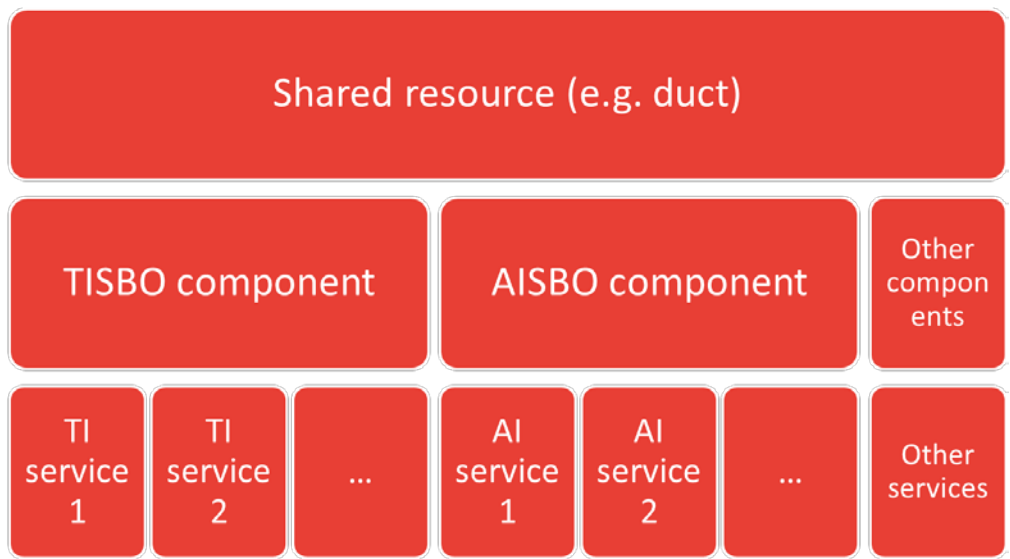 Shared resource (e.g. duct)
TISBO component
AISBO component
Other
compon
ents
TI
service
1
TI
service
2
...
AI
service
1
AI
service
2
...
Other
services